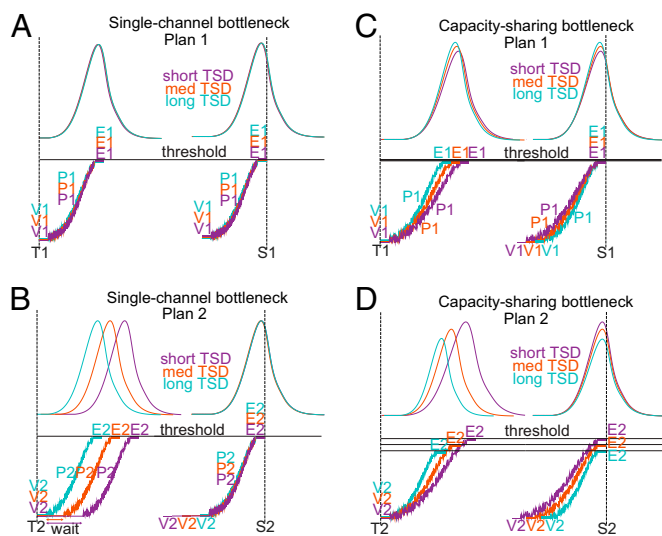 A
Single-channel bottleneck
Plan 1
short TSD
med TSD
long TSD
E1
E1
E1
E1
E1
E1
threshold
P1
P1
P1
P1
P1
P1
V1
V1
V1
T1
S1
B
Single-channel bottleneck
Plan 2
short TSD
med TSD
long TSD
E2
E2
E2
E2 E2 E2
threshold
P2 P2 P2
P2
P2
P2
V2
V2
V2
V2 V2 V2
T2
wait
S2
C
Capacity-sharing bottleneck
Plan 1
short TSD
med TSD
long TSD
E1
E1
E1
threshold
E1 E1 E1
P1
P1
P1
P1
P1
P1
V1
V1
V1
V1 V1 V1
T1
S1
D
Capacity-sharing bottleneck
Plan 2
short TSD
med TSD
long TSD
threshold
E2 E2 E2
E2
E2
E2
V2
V2
V2
V2 V2 V2
T2
S2